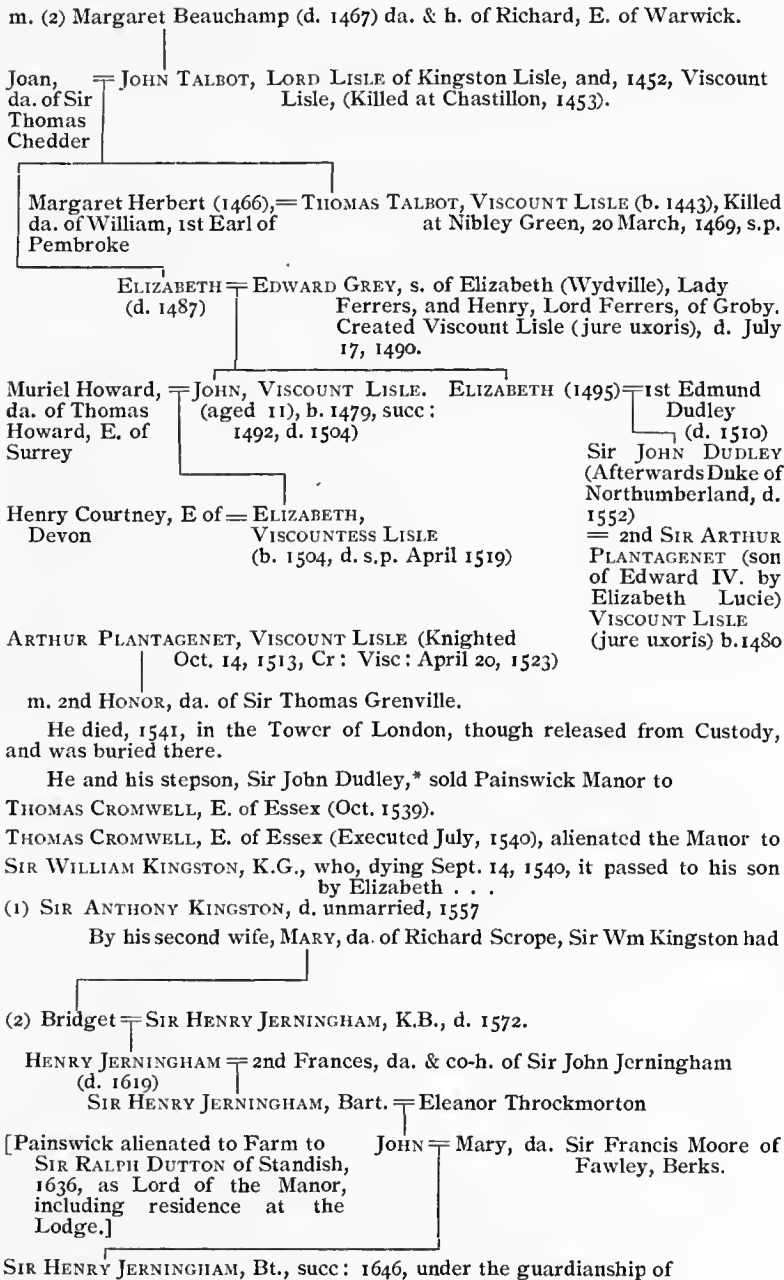 m. (2) Margaret Beauchamp (d. 1467) da. & h. of Richard, E. of Warwick.
Joan, = JOHN TALBOT, LORD LISLE of Kingston Lisle, and, 1452, Viscount
da. of Sir Lisle, (Killed at Chastillon, 1453).
Thomas
Chedder
Margaret Herbert (1466), = THOMAS TALBOT, VISCOUNT LISLE (b. 1443), Killed
da. of William, 1st Earl of at Nibley Green, 20 March, 1469, s.p.
Pembroke
ELIZABETH = EDWARD GREY, s. of Elizabeth (Wydville), Lady
(d. 1487) Ferrers, and Henry, Lord Ferrers, of Groby.
Created Viscount Lisle (jure uxoris), d. July
17, 1490.
Muriel Howard, = JOHN, VISCOUNT LISLE. ELIZABETH (1495) = 1st Edmund
da. of Thomas (aged 11), b. 1479, succ: Dudley
Howard, E. of 1492, d. 1504) (d. 1510)
Surrey
Sir JOHN DUDLEY
(Afterwards Duke of
Northumberland, d.
1552)
Henry Courtney, E of = ELIZABETH,
Devon VISCOUNTESS LISLE
(b. 1504, d. s.p. April 1519)
= 2nd SIR ARTHUR
PLANTAGENET (son
of Edward IV. by
Elizabeth Lucie)
VISCOUNT LISLE
(jure uxoris) b. 1480
ARTHUR PLANTAGENET, VISCOUNT LISLE (Knighted
Oct. 14, 1513, Cr: Visc: April 20, 1523)
m. 2nd HONOR, da. of Sir Thomas Grenville.
He died, 1541, in the Tower of London, though released from Custody,
and was buried there.
He and his stepson, Sir John Dudley,* sold Painswick Manor to
THOMAS CROMWELL, E. of Essex (Oct. 1539).
THOMAS CROMWELL, E. of Essex (Executed July, 1540), alienated the Manor to
SIR WILLIAM KINGSTON, K.G., who, dying Sept. 14, 1540, it passed to his son
by Elizabeth . . .
(1) SIR ANTHONY KINGSTON, d. unmarried, 1557
By his second wife, MARY, da. of Richard Scrope, Sir Wm Kingston had
(2) Bridget = SIR HENRY JERNINGHAM, K.B., d. 1572.
HENRY JERNINGHAM = 2nd Frances, da. & co-h. of Sir John Jerningham
(d. 1619)
SIR HENRY JERNINGHAM, Bart. = Eleanor Throckmorton
[Painswick alienated to Farm to JOHN = Mary, da. Sir Francis Moore of
SIR RALPH DUTTON of Standish, Fawley, Berks.
1636, as Lord of the Manor,
including residence at the
Lodge.]
SIR HENRY JERNINGHAM, Bt., succ: 1646, under the guardianship of